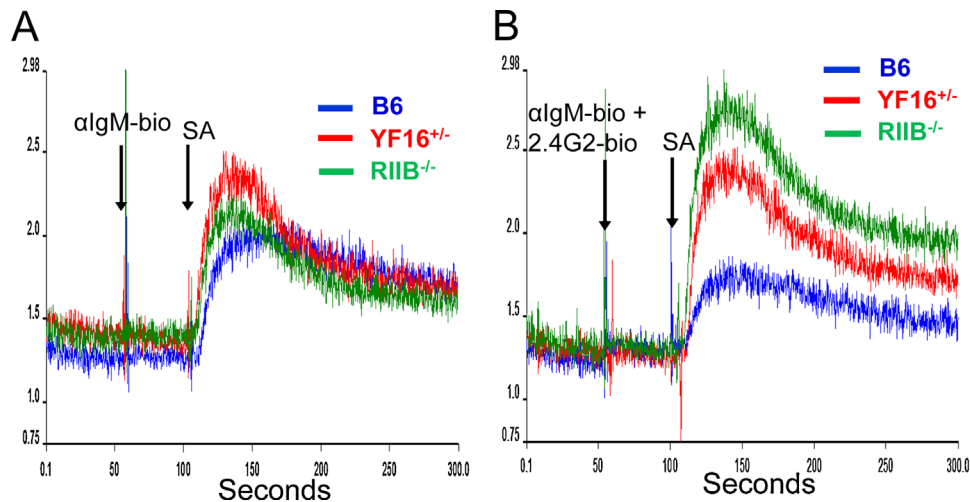 A
2.98
2.5
2.0
1.5
1.0
0.75
αIgM-bio
SA
B6
YF16+/-
RIIB-/-
0.1 50 100 150 200 250 300.0
Seconds
B
2.98
2.5
2.0
1.5
1.0
0.75
αIgM-bio +
2.4G2-bio
SA
B6
YF16+/-
RIIB-/-
0.1 50 100 150 200 250 300.0
Seconds